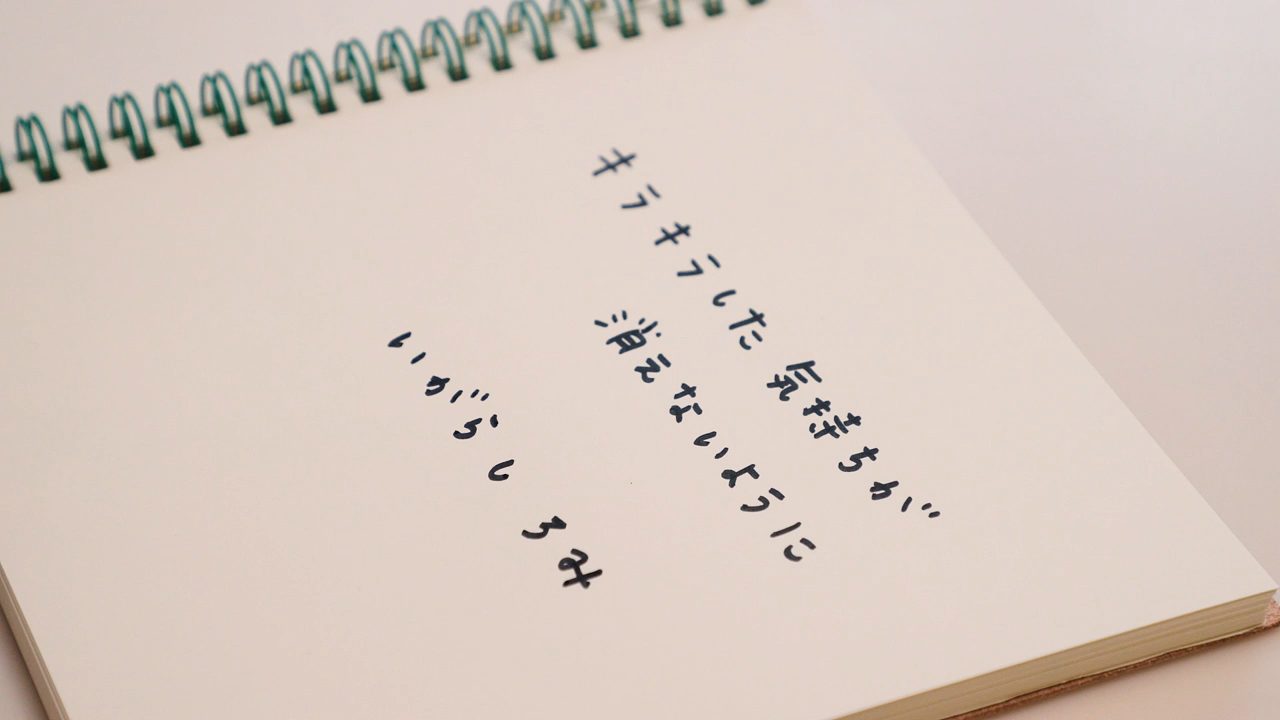 キラキラした気持ちが
消えないように
いがらし ろみ